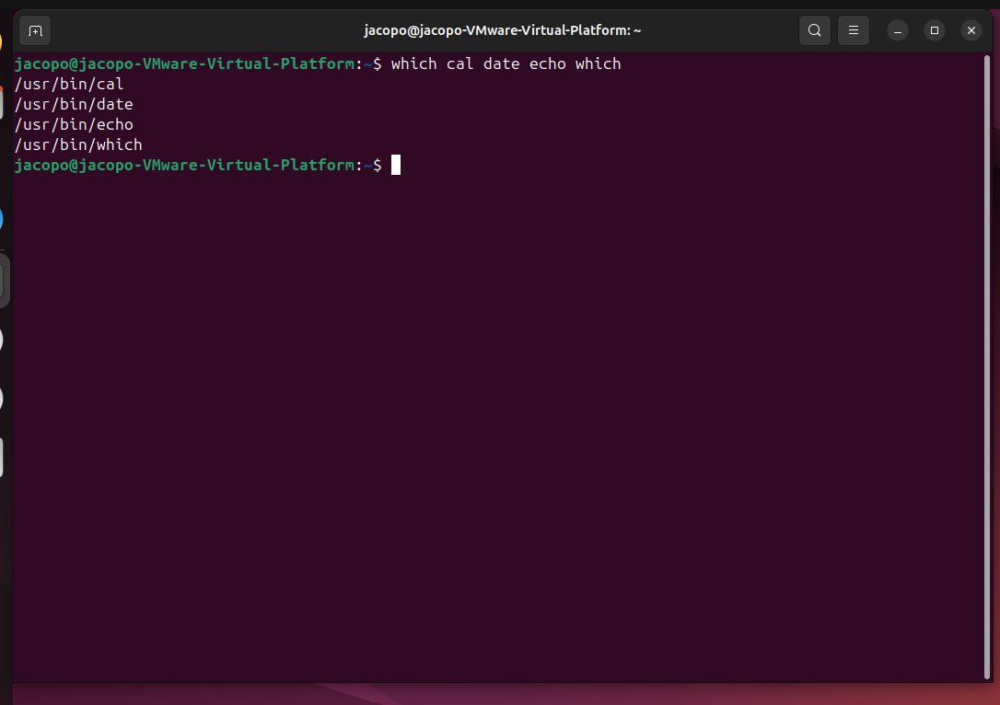 jacopo@jacopo-VMware-Virtual-Platform: ~
jacopo@jacopo-VMware-Virtual-Platform:~$ which cal date echo which
/usr/bin/cal
/usr/bin/date
/usr/bin/echo
/usr/bin/which
jacopo@jacopo-VMware-Virtual-Platform:~$